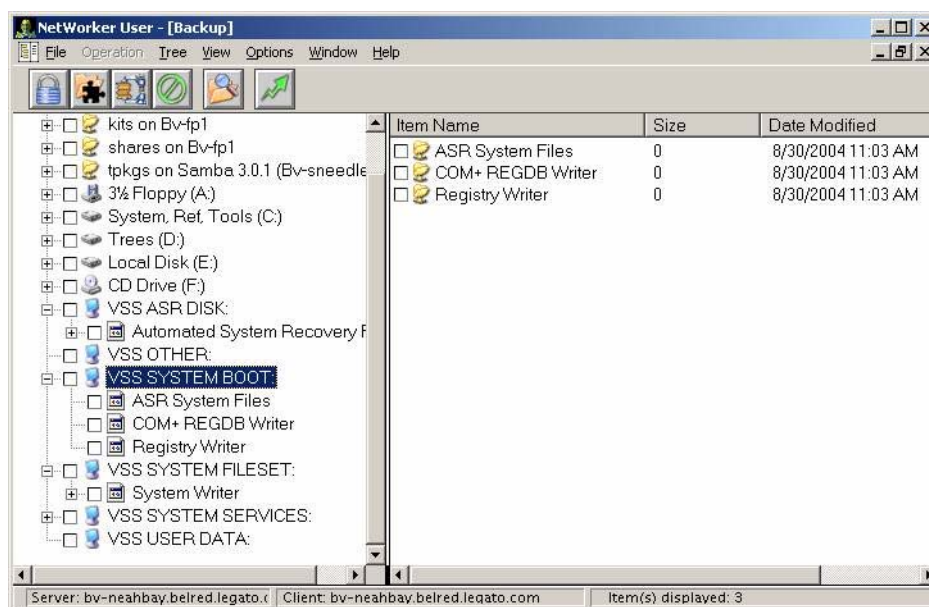 NetWorker User - [Backup]
File Operation Tree View Options Window Help
kits on Bv-fp1
shares on Bv-fp1
tpkgs on Samba 3.0.1 (Bv-sneedle
3½ Floppy (A:)
System, Ref, Tools (C:)
Trees (D:)
Local Disk (E:)
CD Drive (F:)
VSS ASR DISK:
Automated System Recovery F
VSS OTHER:
VSS SYSTEM BOOT:
ASR System Files
COM+ REGDB Writer
Registry Writer
VSS SYSTEM FILESET:
System Writer
VSS SYSTEM SERVICES:
VSS USER DATA:
Item Name Size Date Modified
ASR System Files 0 8/30/2004 11:03 AM
COM+ REGDB Writer 0 8/30/2004 11:03 AM
Registry Writer 0 8/30/2004 11:03 AM
Server: bv-neahbay.belred.legato.c Client: bv-neahbay.belred.legato.com Item(s) displayed: 3